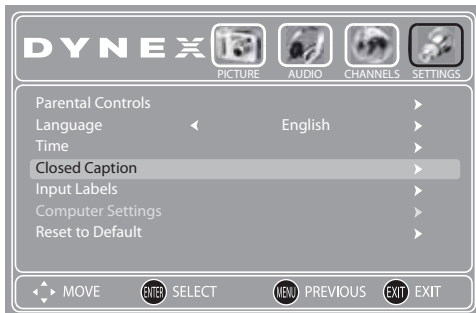 DYNEX
PICTURE AUDIO CHANNELS SETTINGS
Parental Controls
Language English
Time
Closed Caption
Input Labels
Computer Settings
Reset to Default
MOVE ENTER SELECT MENU PREVIOUS EXIT EXIT